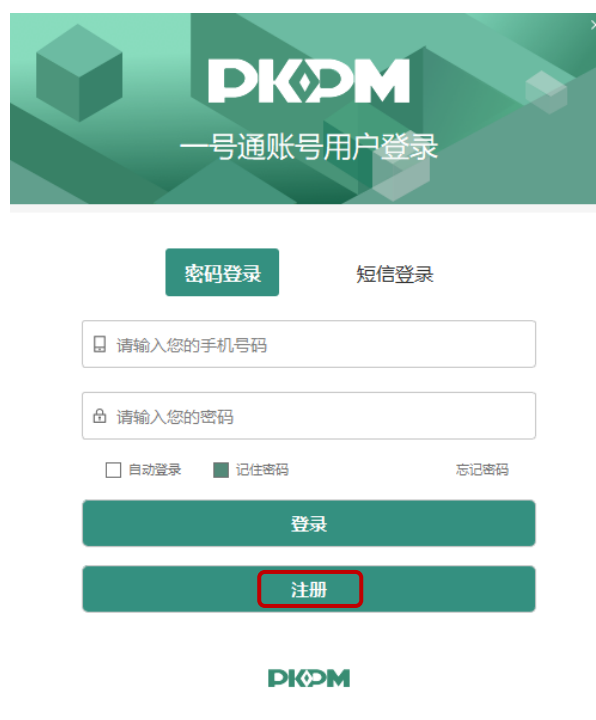 PKPM
一号通账号用户登录
密码登录 短信登录
请输入您的手机号码
请输入您的密码
自动登录 记住密码 忘记密码
登录
注册
PKPM